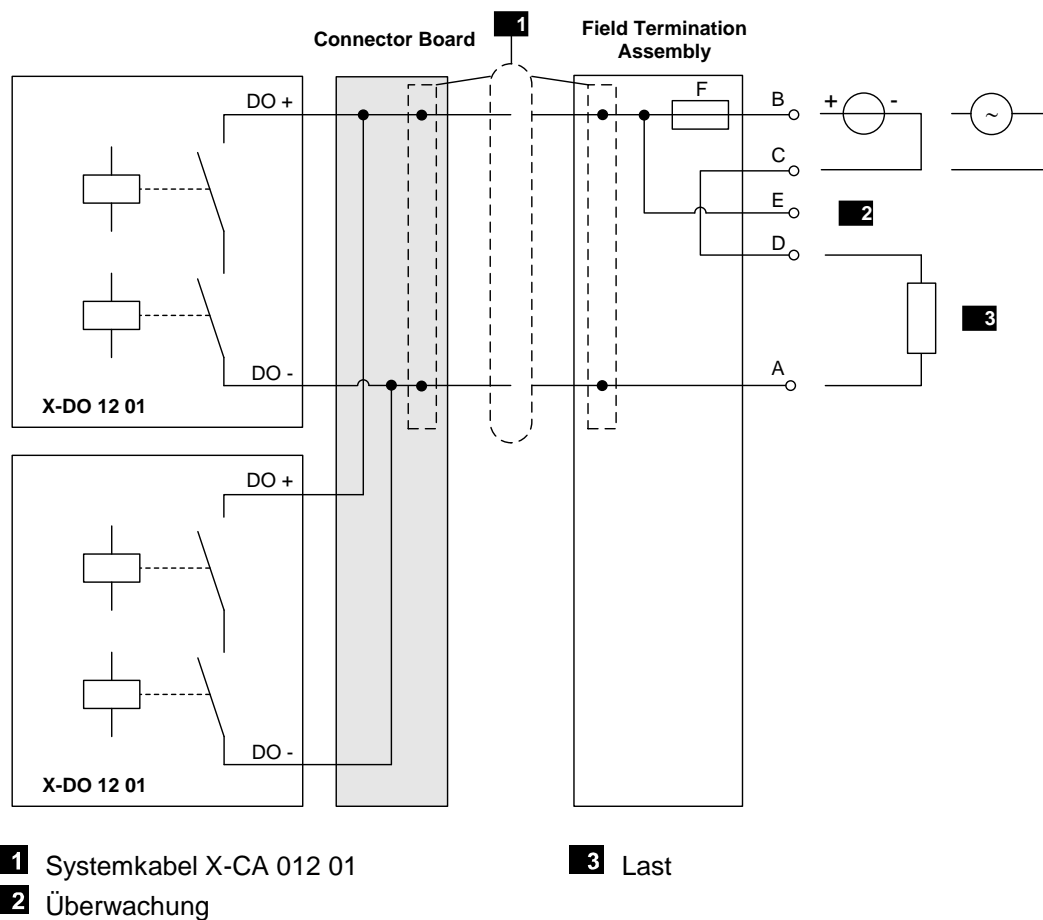 1
Connector Board
Field Termination
Assembly
DO +
F
B
+
-
~
C
E
2
D
3
DO -
A
X-DO 12 01
DO +
DO -
X-DO 12 01
1 Systemkabel X-CA 012 01
3 Last
2 Überwachung